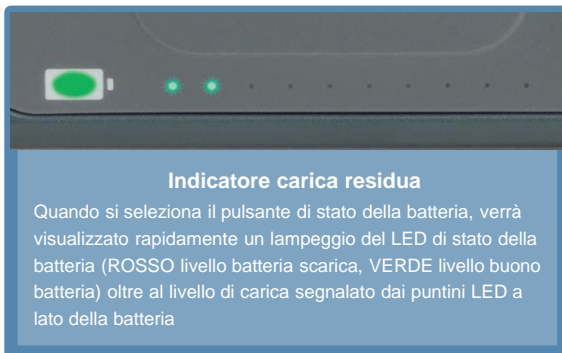 Indicatore carica residua
Quando si seleziona il pulsante di stato della batteria, verrà
visualizzato rapidamente un lampeggio del LED di stato della
batteria (ROSSO livello batteria scarica, VERDE livello buono
batteria) oltre al livello di carica segnalato dai puntini LED a
lato della batteria